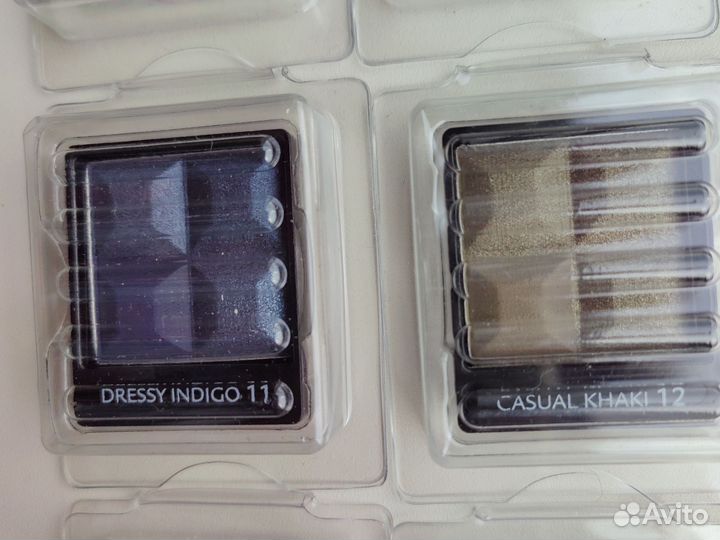 DRESSY INDIGO 11
CASUAL KHAKI 12
Avito